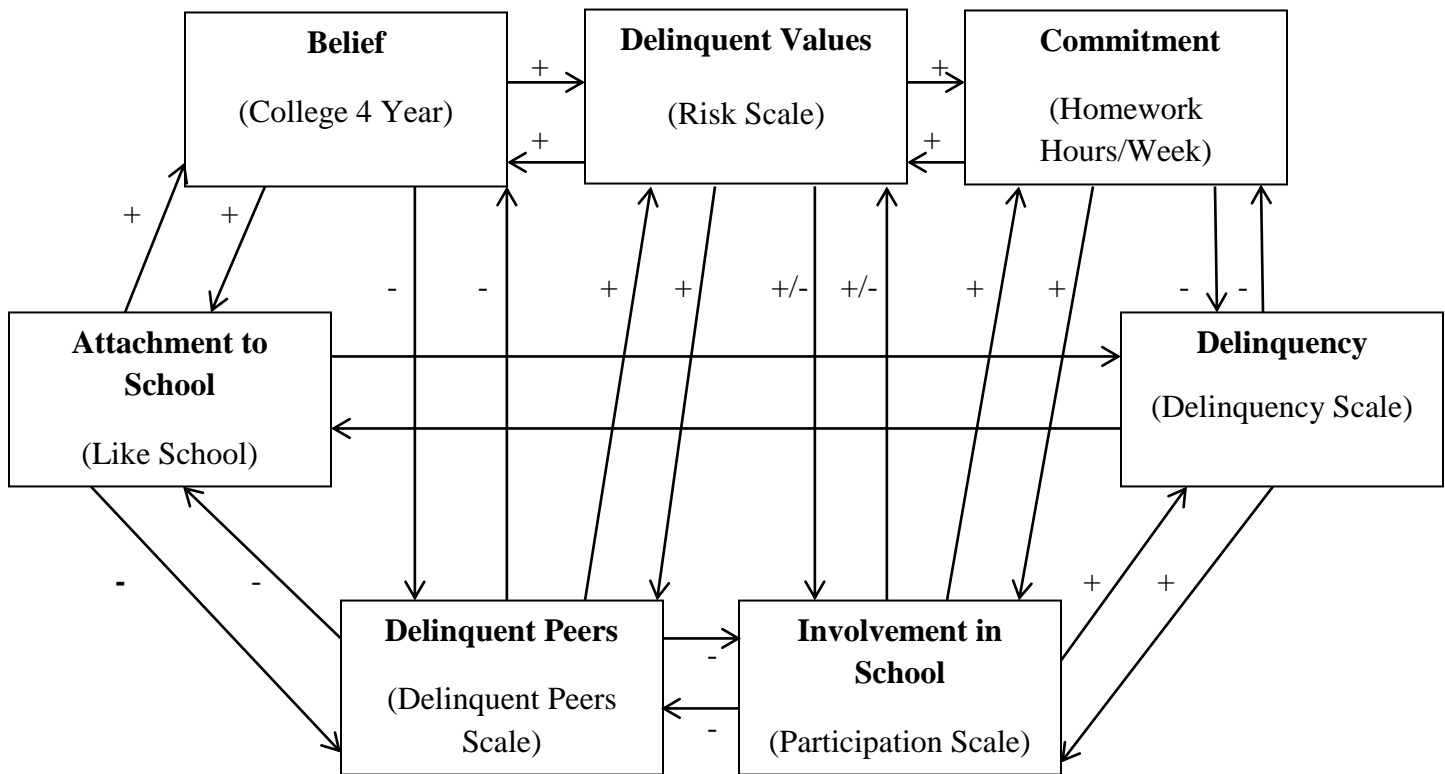 Belief
(College 4 Year)
Delinquent Values
(Risk Scale)
Commitment
(Homework
Hours/Week)
+
+
+
+
+
+
-
-
+
+
+/-
+/-
+
+
-
-
Attachment to
School
(Like School)
Delinquency
(Delinquency Scale)
-
-
+
+
Delinquent Peers
(Delinquent Peers
Scale)
-
-
Involvement in
School
(Participation Scale)